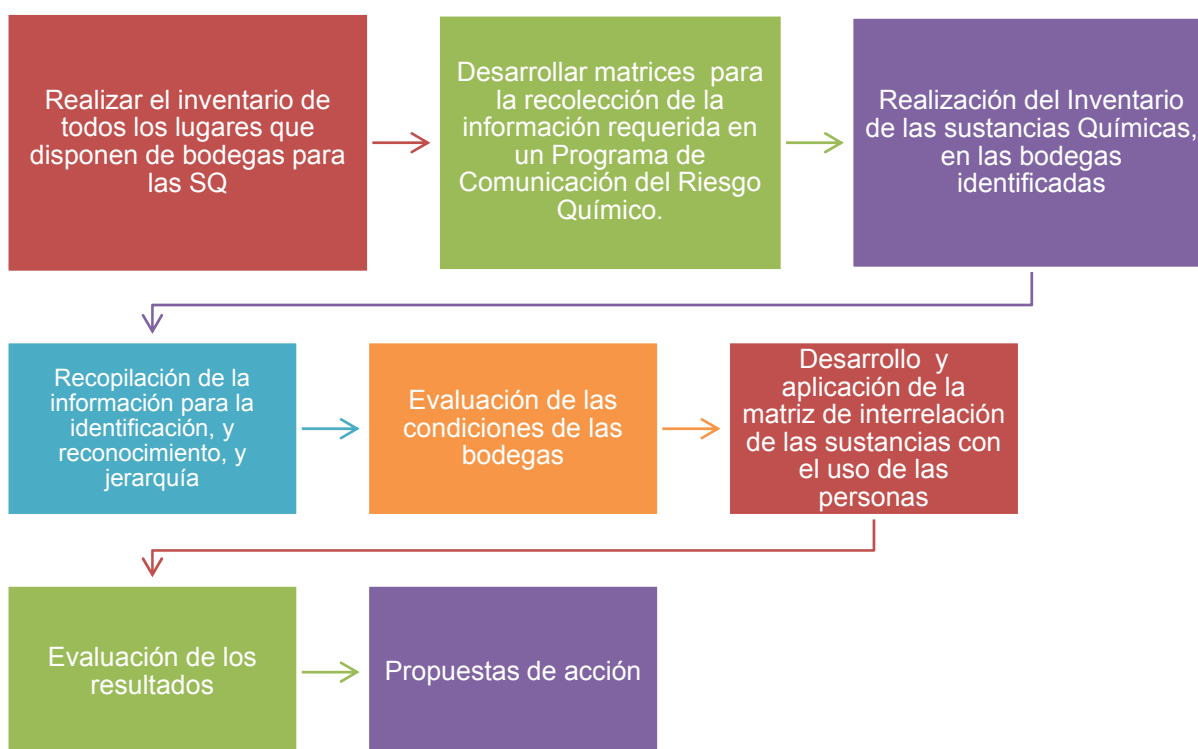 Realizar el inventario de
todos los lugares que
disponen de bodegas para
las SQ
Desarrollar matrices para
la recolección de la
información requerida en
un Programa de
Comunicación del Riesgo
Químico.
Realización del Inventario
de las sustancias Químicas,
en las bodegas
identificadas
Recopilación de la
información para la
identificación, y
reconocimiento, y
jerarquía
Evaluación de las
condiciones de las
bodegas
Desarrollo y
aplicación de la
matriz de interrelación
de las sustancias con
el uso de las
personas
Evaluación de los
resultados
Propuestas de acción